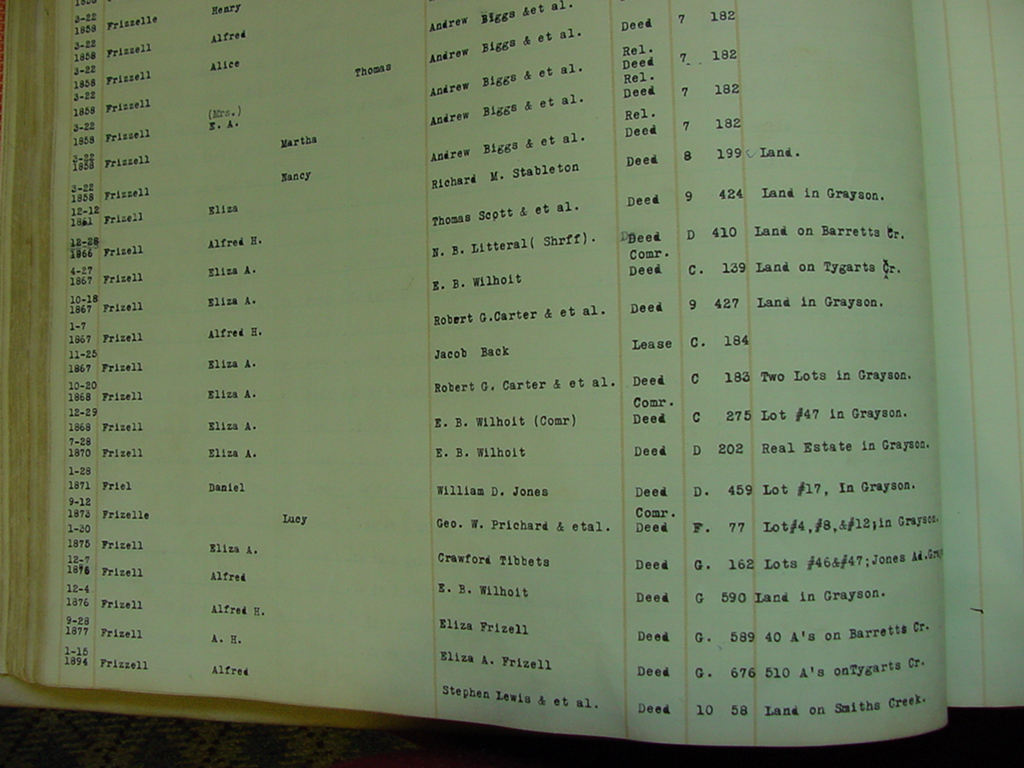 1858 Frizzelle Henry
3-22
1858 Frizzell Alfred
3-22
1858 Frizzell Alice Andrew Biggs &et al.
3-22
1858 Frizzell Thomas Andrew Biggs & et al. Deed 7 182
3-22 Rel.
1858 Frizzell (Mrs.) E. A. Andrew Biggs & et al. Deed 7 182
3-22 Rel.
1858 Frizzell Martha Andrew Biggs & et al. Deed 7 182
3-22 Rel.
1858 Frizzell Nancy Andrew Biggs & et al. Deed 7 182
12-12
1861 Frizell Eliza Richard M. Stableton Deed 8 199 Land.
12-28
1866 Frizell Alfred H. Thomas Scott & et al. Deed 9 424 Land in Grayson.
4-27
1867 Frizell Eliza A. N. B. Litteral( Shrff). Deed D 410 Land on Barretts Cr.
10-18 Comr.
1867 Frizell Eliza A. E. B. Wilhoit Deed C. 139 Land on Tygarts Cr.
1-7
1867 Frizell Alfred H. Robert G.Carter & et al. Deed 9 427 Land in Grayson.
11-25
1867 Frizell Eliza A. Jacob Back Lease C. 184
10-20
1868 Frizell Eliza A. Robert G. Carter & et al. Deed C 183 Two Lots in Grayson.
12-29 Comr.
1868 Frizell Eliza A. E. B. Wilhoit (Comr) Deed C 275 Lot #47 in Grayson.
7-28
1870 Frizell Eliza A. E. B. Wilhoit Deed D 202 Real Estate in Grayson.
1-28
1871 Friel Daniel William D. Jones Deed D. 459 Lot #17, In Grayson.
9-12 Comr.
1873 Frizelle Lucy Geo. W. Prichard & etal. Deed F. 77 Lot#4,#8,&#12;in Grayson.
1-30
1875 Frizell Eliza A. Crawford Tibbets Deed G. 162 Lots #46&#47;Jones Ad.
12-7
1876 Frizell Alfred E. B. Wilhoit Deed G 590 Land in Grayson.
12-4
1876 Frizell Alfred H. Eliza Frizell Deed G. 589 40 A's on Barretts Cr.
9-28
1877 Frizell A. H. Eliza A. Frizell Deed G. 676 510 A's onTygarts Cr.
1-15
1894 Frizzell Alfred Stephen Lewis & et al. Deed 10 58 Land on Smiths Creek.